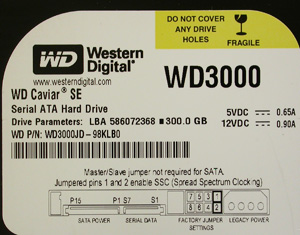 DO NOT COVER
ANY DRIVE
HOLES
FRAGILE
WD Western
Digital®
www.westerndigital.com
WD3000
WD Caviar® SE
Serial ATA Hard Drive
5VDC 0.65A
Drive Parameters: LBA 586072368 ■ 300.0 GB
12VDC 0.90A
WD P/N: WD3000JD-98KLB0
Master/Slave jumper not required for SATA.
Jumpered pins 1 and 2 enable SSC (Spread Spectrum Clocking)
P15 P1 S7 S1
7 5 3 1
8 6 4 2
SATA POWER SERIAL DATA FACTORY JUMPER LEGACY POWER
SETTINGS